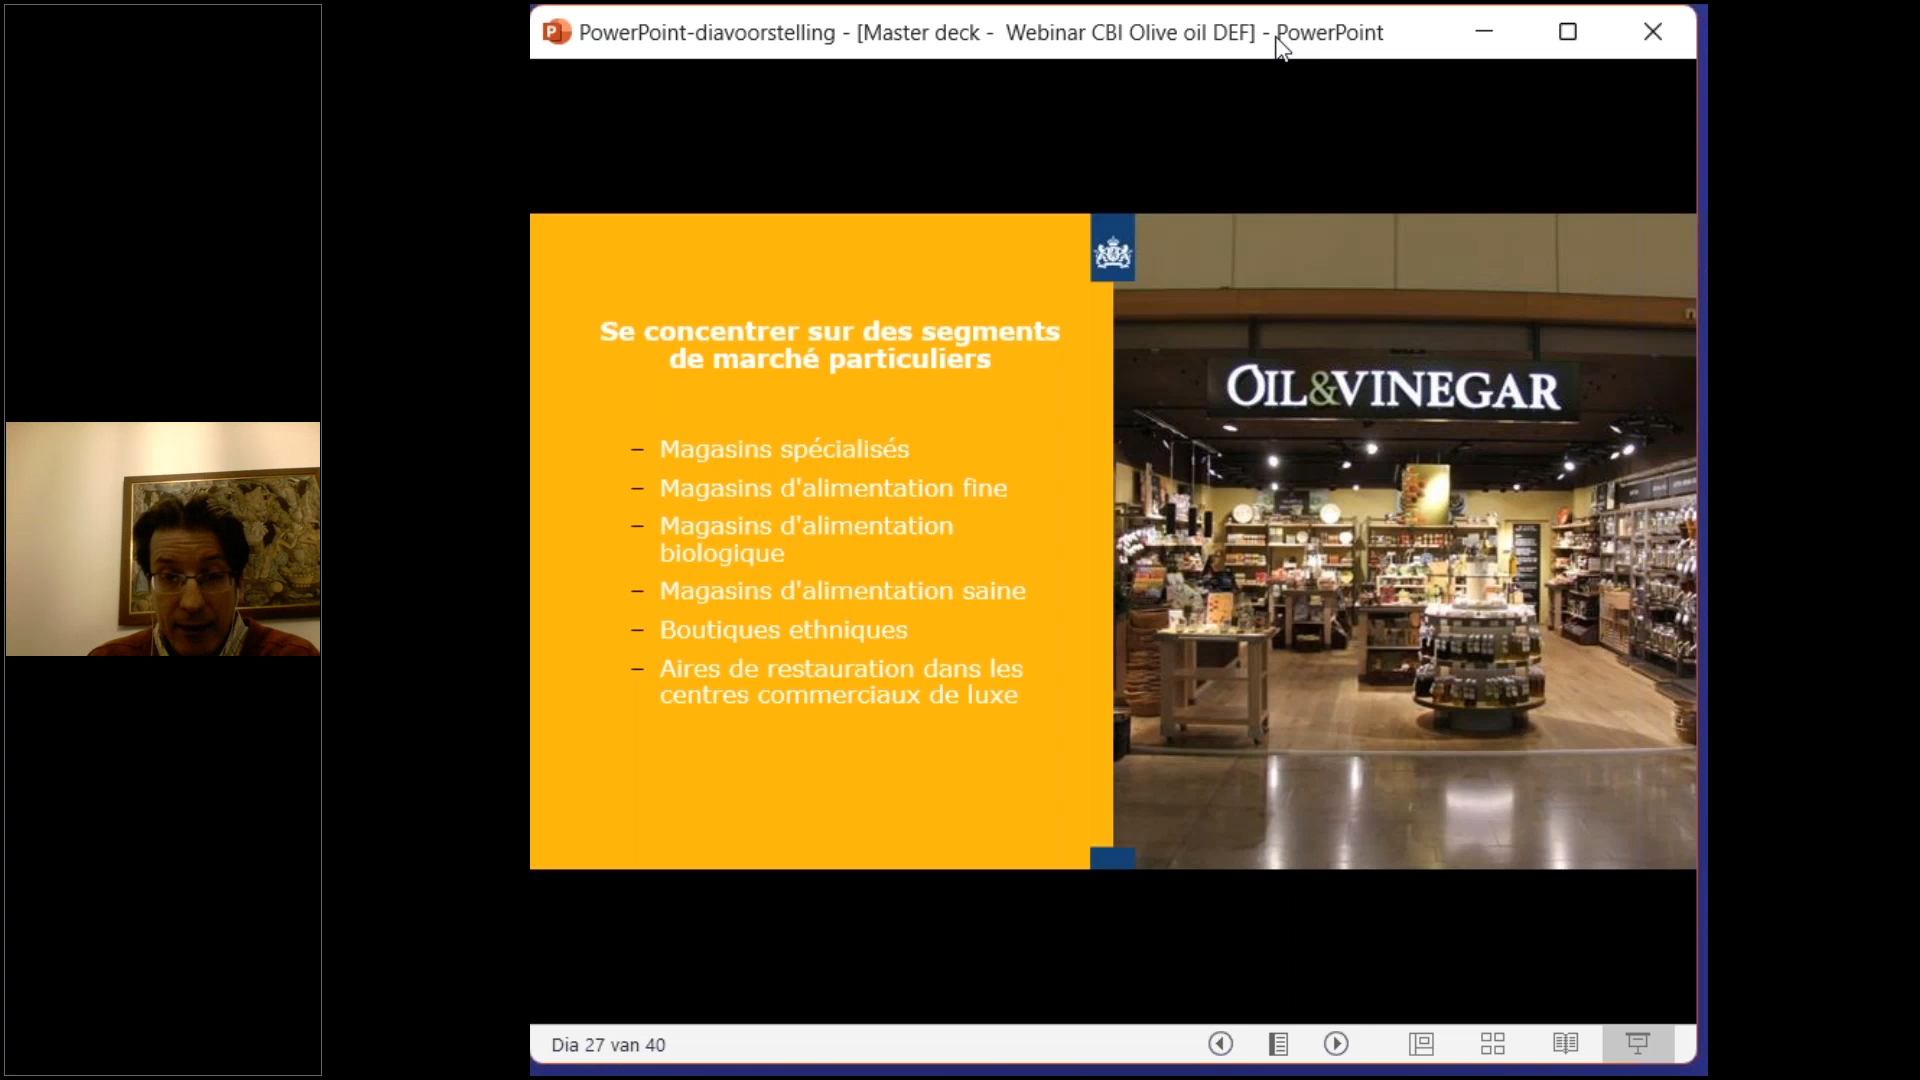 PowerPoint-diavoorstelling - [Master deck -  Webinar CBI Olive oil DEF] - PowerPoint
Se concentrer sur des segments
de marché particuliers
– Magasins spécialisés
– Magasins d'alimentation fine
– Magasins d'alimentation
biologique
– Magasins d'alimentation saine
– Boutiques ethniques
– Aires de restauration dans les
centres commerciaux de luxe
OIL&VINEGAR
Dia 27 van 40